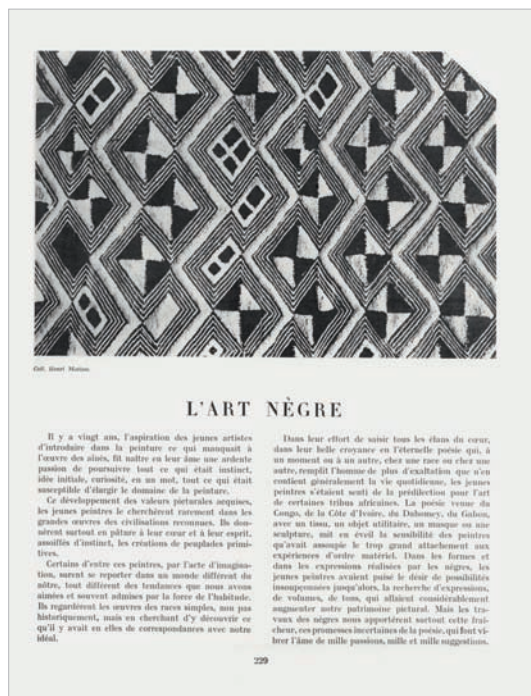 Coll. Henri Matisse.
L'ART NÈGRE
Il y a vingt ans, l'aspiration des jeunes artistes
d'introduire dans la peinture ce qui manquait à
l'œuvre des aînés, fit naître en leur âme une ardente
passion de poursuivre tout ce qui était instinct,
idée initiale, curiosité, en un mot, tout ce qui était
susceptible d'élargir le domaine de la peinture.
Ce développement des valeurs picturales acquises,
les jeunes peintres le cherchèrent rarement dans les
grandes œuvres des civilisations reconnues. Ils don-
nèrent surtout en pâture à leur cœur et à leur esprit,
assoiffés d'instinct, les créations de peuplades primi-
tives.
Certains d'entre ces peintres, par l'acte d'imagina-
tion, surent se reporter dans un monde différent du
nôtre, tout différent des tendances que nous avons
aimées et souvent admises par la force de l'habitude.
Ils regardèrent les œuvres des races simples, non pas
historiquement, mais en cherchant d'y découvrir ce
qu'il y avait en elles de correspondances avec notre
idéal.
Dans leur effort de saisir tous les élans du cœur,
dans leur belle croyance en l'éternelle poésie qui, à
un moment ou à un autre, chez une race ou chez une
autre, remplit l'homme de plus d'exaltation que n'en
contient généralement la vie quotidienne, les jeunes
peintres s'étaient senti de la prédilection pour l'art
de certaines tribus africaines. La poésie venue du
Congo, de la Côte d'Ivoire, du Dahomey, du Gabon,
avec un tissu, un objet utilitaire, un masque ou une
sculpture, mit en éveil la sensibilité des peintres
qu'avait assoupie le trop grand attachement aux
expériences d'ordre matériel. Dans les formes et
dans les expressions réalisées par les nègres, les
jeunes peintres avaient puisé le désir de possibilités
insoupçonnées jusqu'alors, la recherche d'expressions,
de volumes, de tons, qui allaient considérablement
augmenter notre patrimoine pictural. Mais les tra-
vaux des nègres nous apportèrent surtout cette fraî-
cheur, ces promesses incertaines de la poésie, qui font vi-
brer l'âme de mille passions, mille et mille suggestions.
229